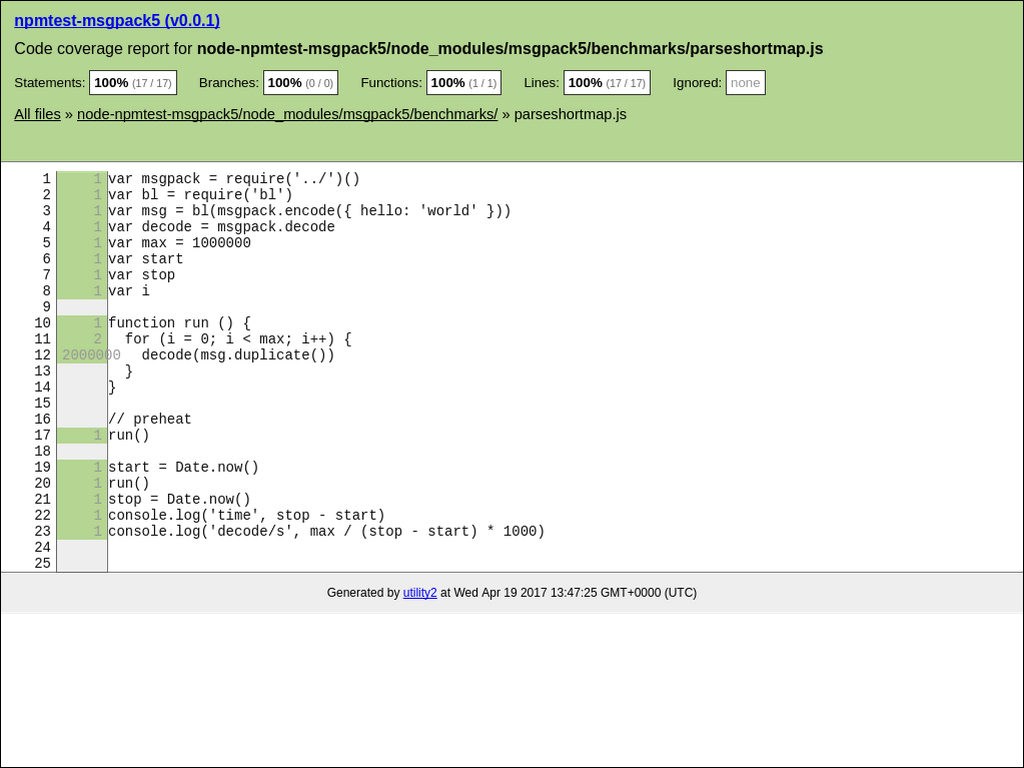 npmtest-msgpack5 (v0.0.1)
Code coverage report for node-npmtest-msgpack5/node_modules/msgpack5/benchmarks/parseshortmap.js
Statements: 100% (17 / 17) Branches: 100% (0 / 0) Functions: 100% (1 / 1) Lines: 100% (17 / 17) Ignored: none
All files » node-npmtest-msgpack5/node_modules/msgpack5/benchmarks/ » parseshortmap.js
1 1 var msgpack = require('../')()
2 1 var bl = require('bl')
3 1 var msg = bl(msgpack.encode({ hello: 'world' }))
4 1 var decode = msgpack.decode
5 1 var max = 1000000
6 1 var start
7 1 var stop
8 1 var i
9
10 1 function run () {
11 2   for (i = 0; i < max; i++) {
12 2000000     decode(msg.duplicate())
13   }
14 }
15
16 // preheat
17 1 run()
18
19 1 start = Date.now()
20 1 run()
21 1 stop = Date.now()
22 1 console.log('time', stop - start)
23 1 console.log('decode/s', max / (stop - start) * 1000)
24
25
Generated by utility2 at Wed Apr 19 2017 13:47:25 GMT+0000 (UTC)